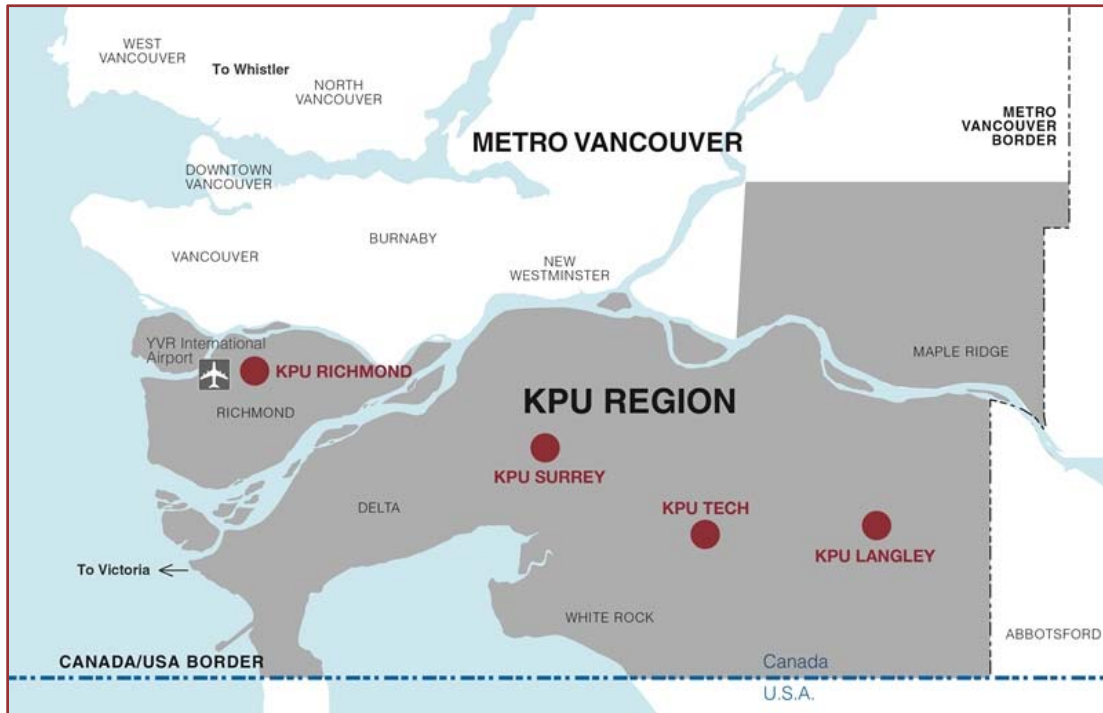 WEST
VANCOUVER
To Whistler
NORTH
VANCOUVER
METRO VANCOUVER
METRO
VANCOUVER
BORDER
DOWNTOWN
VANCOUVER
BURNABY
VANCOUVER
NEW
WESTMINSTER
YVR International
Airport
KPU RICHMOND
MAPLE RIDGE
RICHMOND
KPU REGION
KPU SURREY
DELTA
KPU TECH
KPU LANGLEY
To Victoria
WHITE ROCK
ABBOTSFORD
CANADA/USA BORDER
Canada
U.S.A.